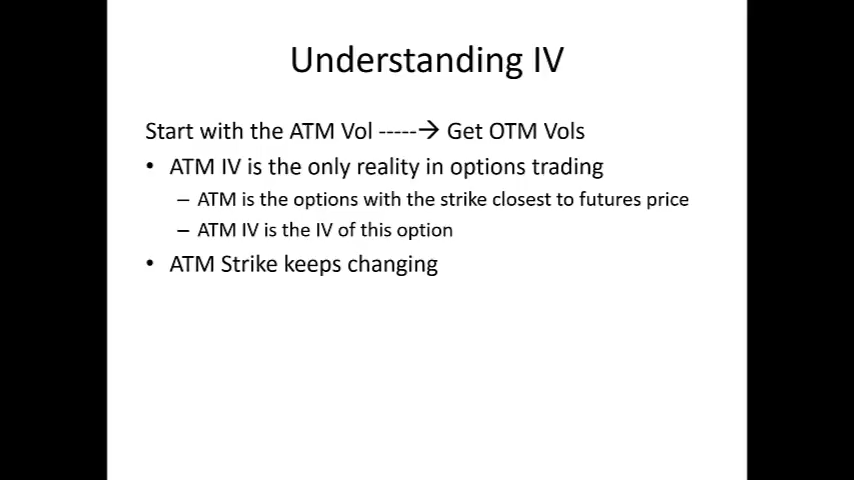 Understanding IV
Start with the ATM Vol -----→ Get OTM Vols
• ATM IV is the only reality in options trading
– ATM is the options with the strike closest to futures price
– ATM IV is the IV of this option
• ATM Strike keeps changing